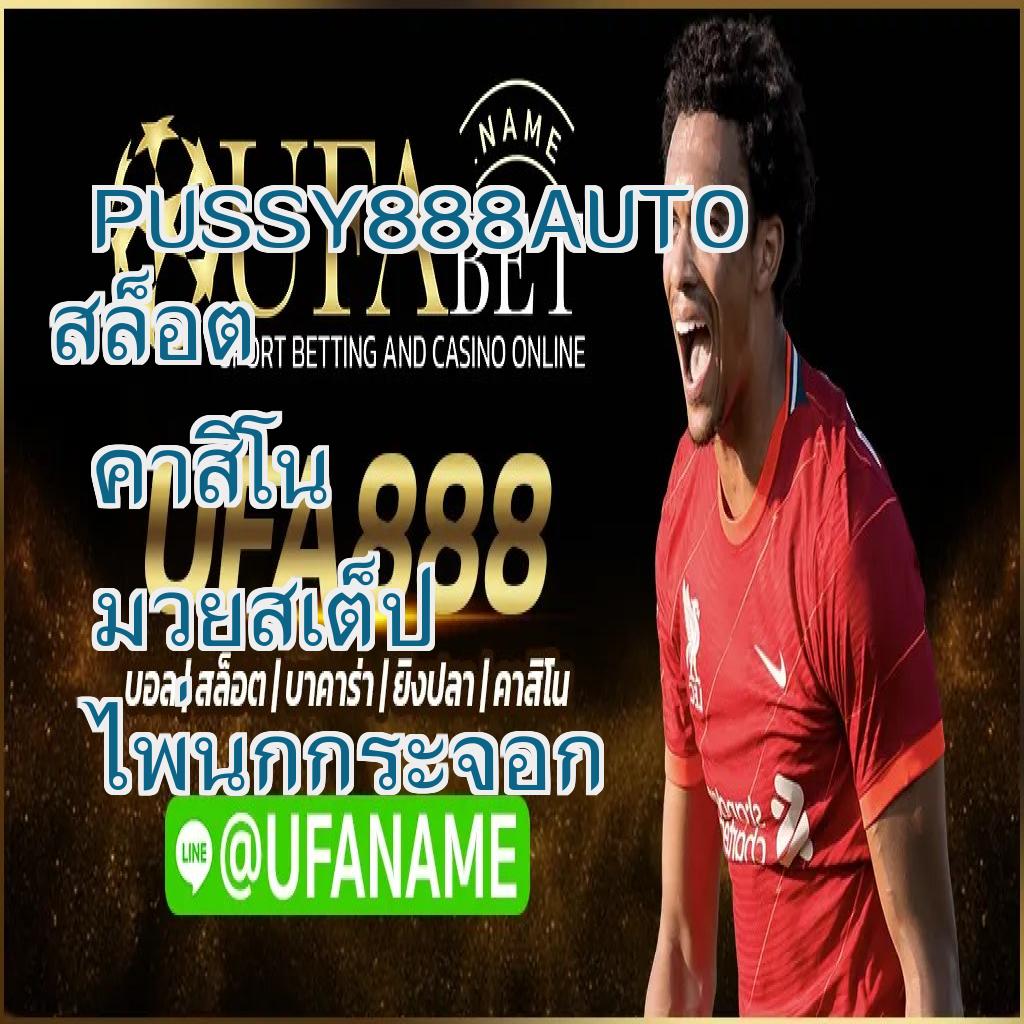 .NAME
UFA
PUSSY888AUTO
BET
สล็อต
SPORT BETTING AND CASINO ONLINE
คาสิโน
UFA888
มวยสเต็ป
บอล | สล็อต | บาคาร่า | ยิงปลา | คาสิโน
ไพ่นกกระจอก
LINE @UFANAME